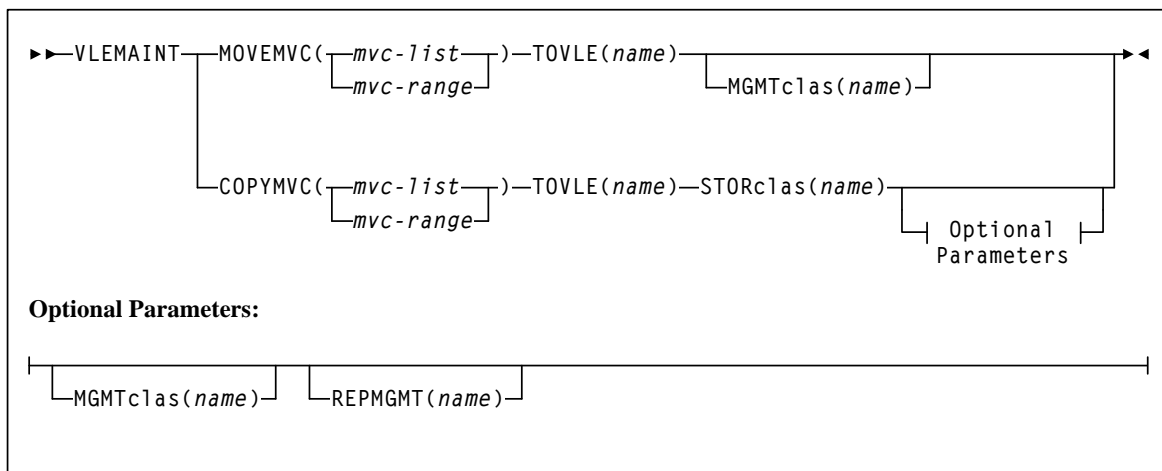 VLEMAINT MOVEMVC( mvc-list ) TOVLE(name)
mvc-range MGMTclas(name)
COPYMVC( mvc-list ) TOVLE(name) STORclas(name)
mvc-range
Optional
Parameters
Optional Parameters:
MGMTclas(name) REPMGMT(name)